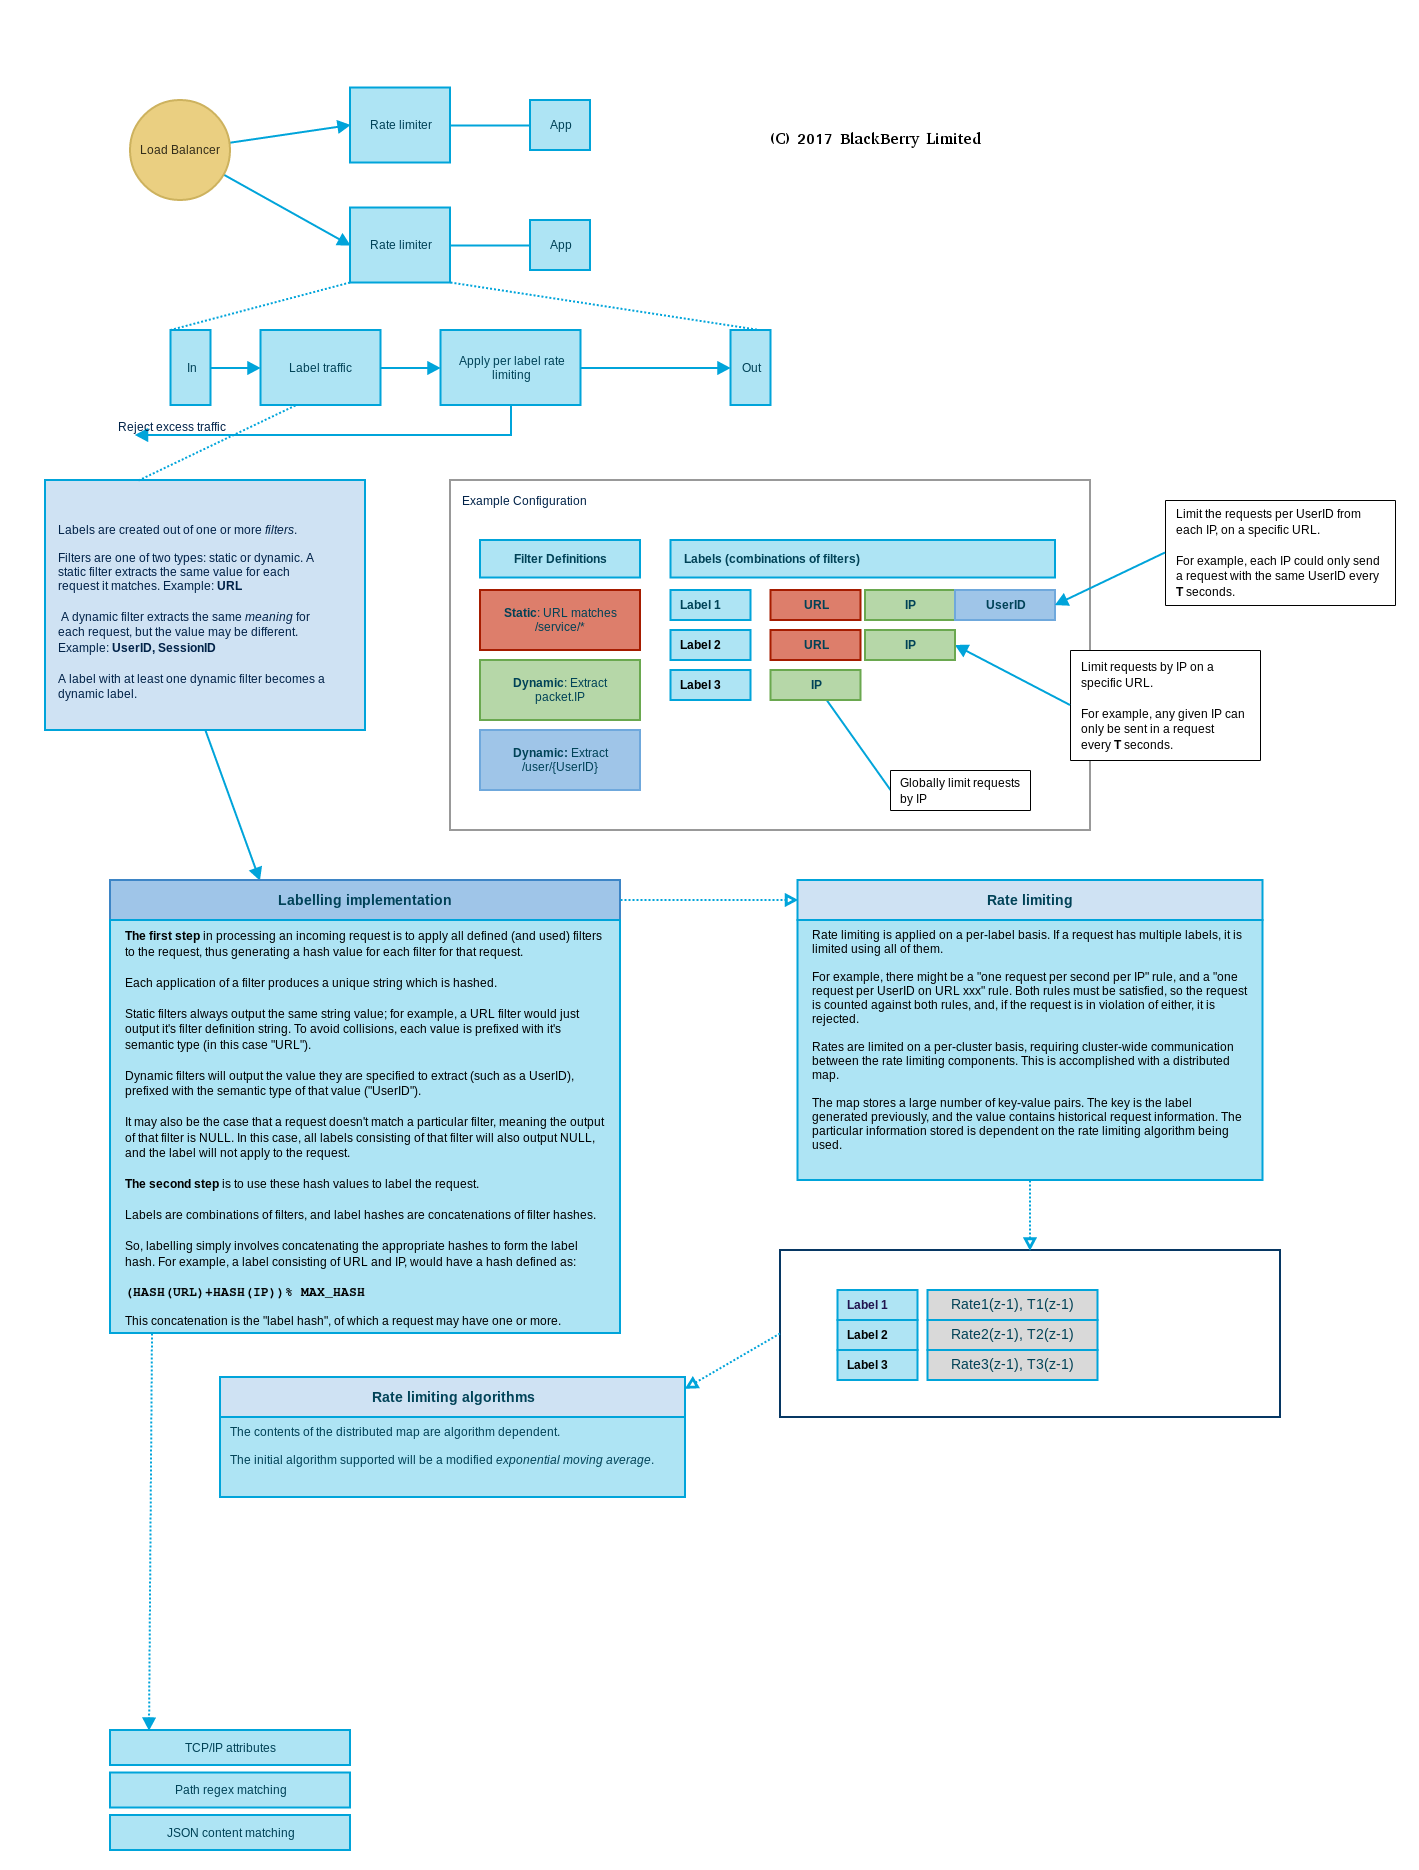 Load Balancer
Rate limiter
App
(C) 2017 BlackBerry Limited
Rate limiter
App
In
Label traffic
Apply per label rate
limiting
Out
Reject excess traffic
Labels are created out of one or more filters.
Filters are one of two types: static or dynamic. A
static filter extracts the same value for each
request it matches. Example: URL
A dynamic filter extracts the same meaning for
each request, but the value may be different.
Example: UserID, SessionID
A label with at least one dynamic filter becomes a
dynamic label.
Example Configuration
Filter Definitions
Static: URL matches
/service/*
Dynamic: Extract
packet.IP
Dynamic: Extract
/user/{UserID}
Labels (combinations of filters)
Label 1 URL IP UserID
Label 2 URL IP
Label 3 IP
Limit the requests per UserID from
each IP, on a specific URL.
For example, each IP could only send
a request with the same UserID every
T seconds.
Limit requests by IP on a
specific URL.
For example, any given IP can
only be sent in a request
every T seconds.
Globally limit requests
by IP
Labelling implementation
The first step in processing an incoming request is to apply all defined (and used) filters
to the request, thus generating a hash value for each filter for that request.
Each application of a filter produces a unique string which is hashed.
Static filters always output the same string value; for example, a URL filter would just
output it's filter definition string. To avoid collisions, each value is prefixed with it's
semantic type (in this case "URL").
Dynamic filters will output the value they are specified to extract (such as a UserID),
prefixed with the semantic type of that value ("UserID").
It may also be the case that a request doesn't match a particular filter, meaning the output
of that filter is NULL. In this case, all labels consisting of that filter will also output NULL,
and the label will not apply to the request.
The second step is to use these hash values to label the request.
Labels are combinations of filters, and label hashes are concatenations of filter hashes.
So, labelling simply involves concatenating the appropriate hashes to form the label
hash. For example, a label consisting of URL and IP, would have a hash defined as:
(HASH(URL)+HASH(IP))% MAX_HASH
This concatenation is the "label hash", of which a request may have one or more.
Rate limiting
Rate limiting is applied on a per-label basis. If a request has multiple labels, it is
limited using all of them.
For example, there might be a "one request per second per IP" rule, and a "one
request per UserID on URL xxx" rule. Both rules must be satisfied, so the request
is counted against both rules, and, if the request is in violation of either, it is
rejected.
Rates are limited on a per-cluster basis, requiring cluster-wide communication
between the rate limiting components. This is accomplished with a distributed
map.
The map stores a large number of key-value pairs. The key is the label
generated previously, and the value contains historical request information. The
particular information stored is dependent on the rate limiting algorithm being
used.
Label 1 Rate1(z-1), T1(z-1)
Label 2 Rate2(z-1), T2(z-1)
Label 3 Rate3(z-1), T3(z-1)
Rate limiting algorithms
The contents of the distributed map are algorithm dependent.
The initial algorithm supported will be a modified exponential moving average.
TCP/IP attributes
Path regex matching
JSON content matching